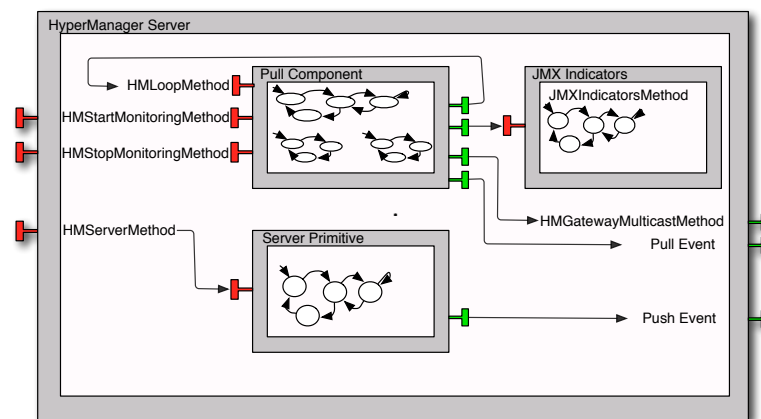 HyperManager Server
Pull Component
JMX Indicators
HMLoopMethod
JMXIndicatorsMethod
HMStartMonitoringMethod
HMStopMonitoringMethod
HMGatewayMulticastMethod
HMServerMethod
Server Primitive
Pull Event
Push Event